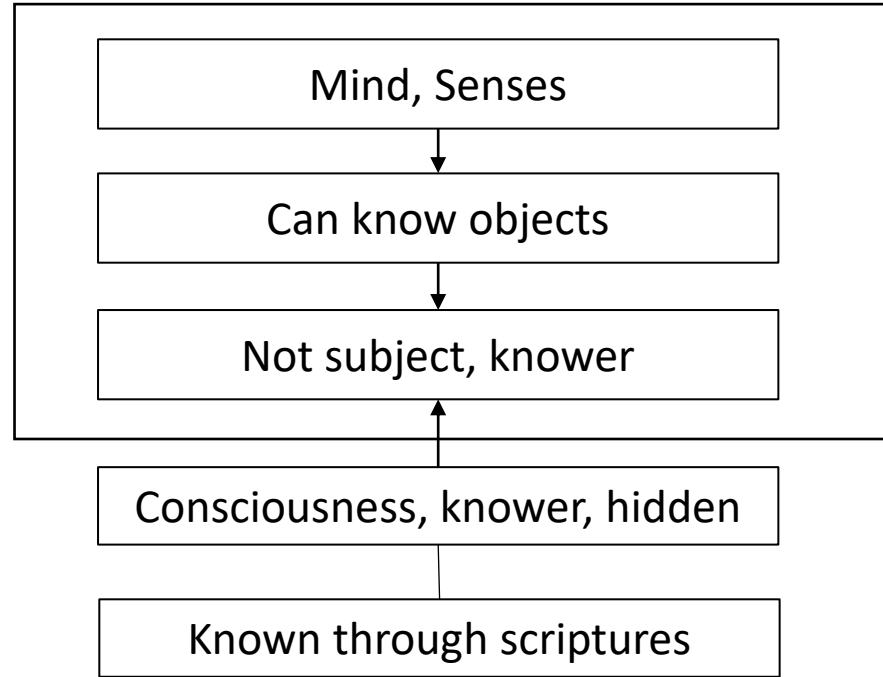 Mind, Senses
Can know objects
Not subject, knower
Consciousness, knower, hidden
Known through scriptures